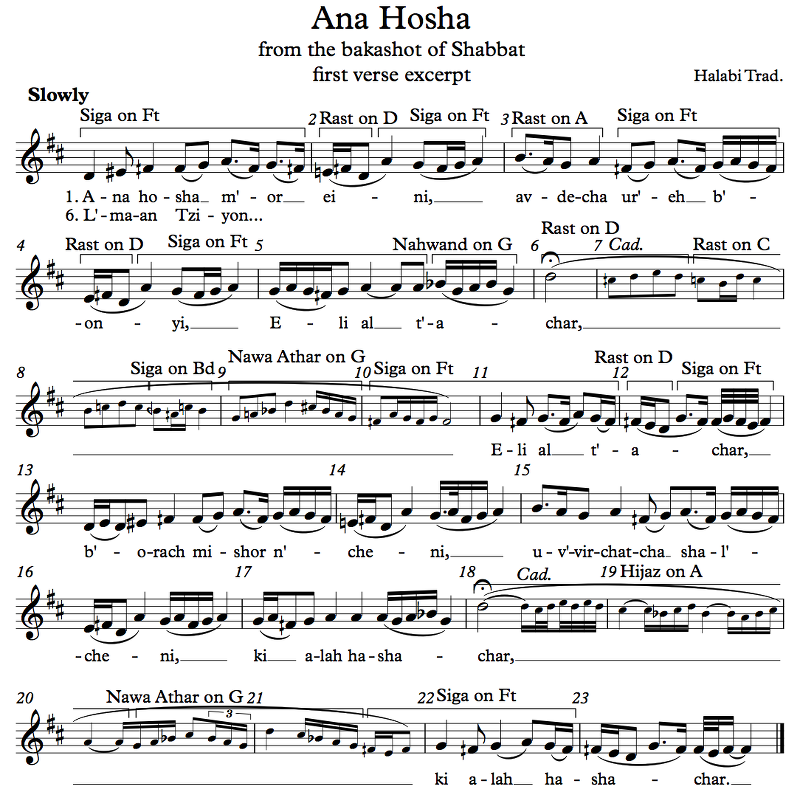 Ana Hosha
from the bakashot of Shabbat
first verse excerpt
Halabi Trad.
Slowly
Siga on Ft 2 Rast on D Siga on Ft 3 Rast on A Siga on Ft
1. A - na ho - sha m' - or ei - ni, av - de - cha ur' - eh b' -
6. L'- ma - an Tzi - yon...
4 Rast on D Siga on Ft 5 Nahwand on G 6 Rast on D 7 Cad. Rast on C
- on - yi, E - li al t' - a - char,
8 Siga on Bd 9 Nawa Athar on G 10 Siga on Ft 11 12 Rast on D Siga on Ft
E - li al t' - a - char,
13 14 15
b' - o - rach mi - shor n' - che - ni, u - v'-vir - chat - cha sha - l' -
16 17 18 Cad. 19 Hijaz on A
- che - ni, ki a - lah ha - sha - char,
20 Nawa Athar on G 3 21 22 Siga on Ft 23
ki a - lah ha - sha - char.